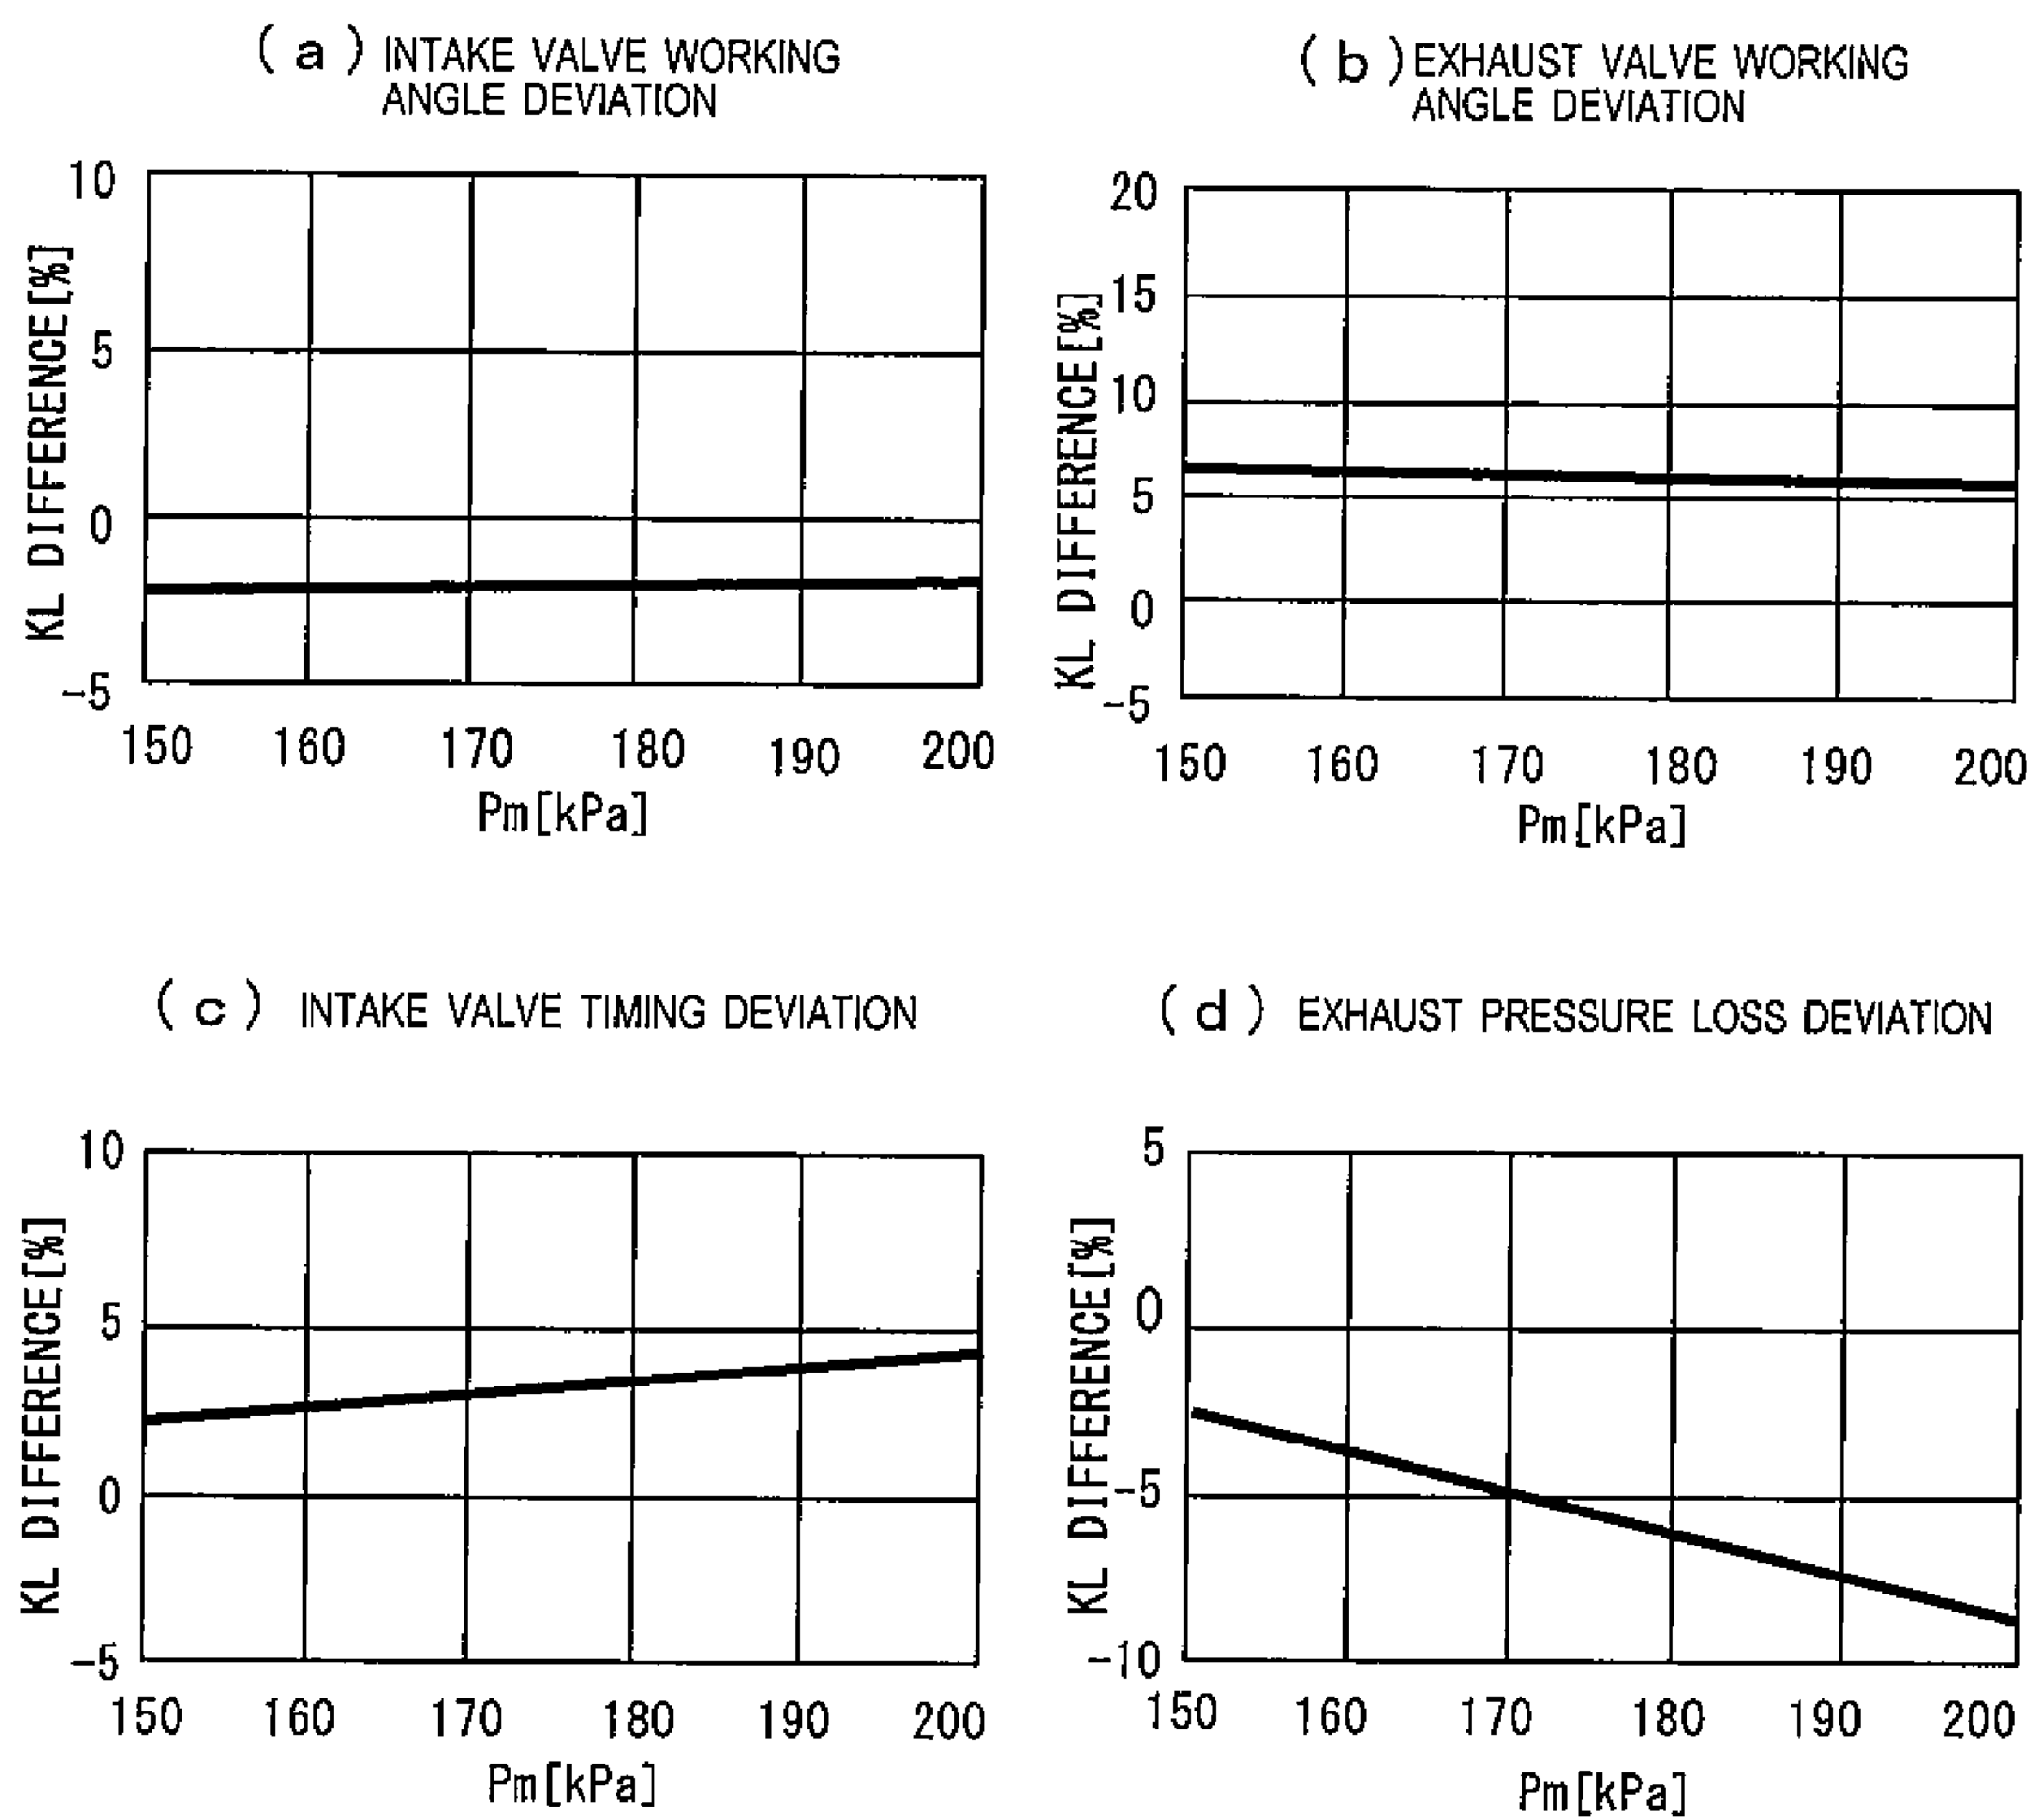 (a) INTAKE VALVE WORKING
ANGLE DEVIATION
10
5
0
-5
KL DIFFERENCE[%]
150 160 170 180 190 200
Pm[kPa]
(b) EXHAUST VALVE WORKING
ANGLE DEVIATION
20
15
10
5
0
-5
KL DIFFERENCE[%]
150 160 170 180 190 200
Pm[kPa]
(c) INTAKE VALVE TIMING DEVIATION
10
5
0
-5
KL DIFFERENCE[%]
150 160 170 180 190 200
Pm[kPa]
(d) EXHAUST PRESSURE LOSS DEVIATION
5
0
-5
-10
KL DIFFERENCE[%]
150 160 170 180 190 200
Pm[kPa]